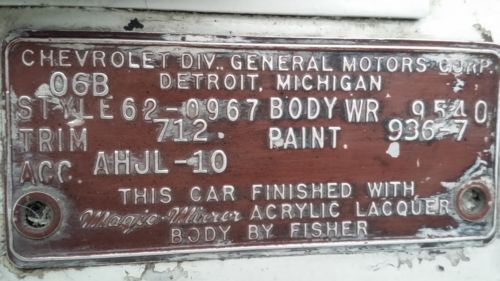 CHEVROLET DIV. GENERAL MOTORS CORP.
06B DETROIT, MICHIGAN
STYLE 62-0967 BODY WR 9540
TRIM 712 PAINT. 936 7
ACC. AHJL-10
THIS CAR FINISHED WITH
Magic-Mirror ACRYLIC LACQUER
BODY BY FISHER